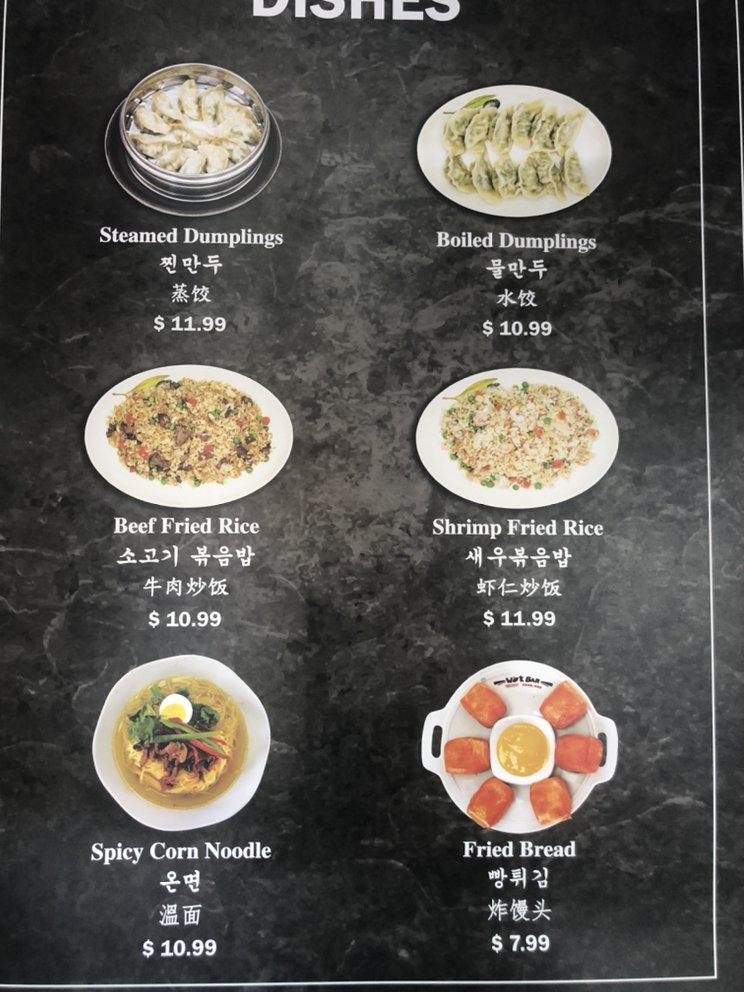 DISHES
Steamed Dumplings
찐만두
蒸饺
$ 11.99
Boiled Dumplings
물만두
水饺
$ 10.99
Beef Fried Rice
소고기 볶음밥
牛肉炒饭
$ 10.99
Shrimp Fried Rice
새우볶음밥
虾仁炒饭
$ 11.99
Spicy Corn Noodle
온면
溫面
$ 10.99
WOK BAR
Fried Bread
빵튀김
炸馒头
$ 7.99